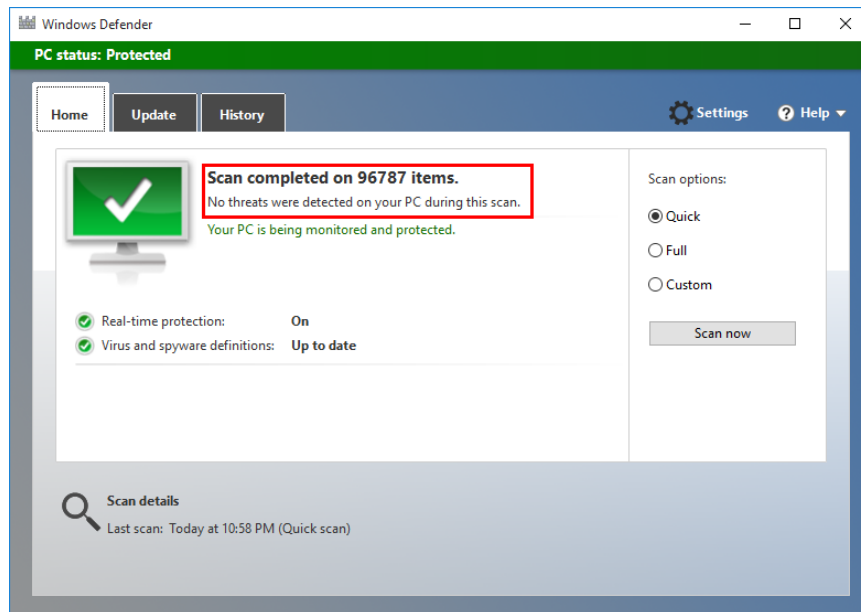 Windows Defender
PC status: Protected
Home Update History Settings Help
Scan completed on 96787 items.
No threats were detected on your PC during this scan.
Your PC is being monitored and protected.
Real-time protection: On
Virus and spyware definitions: Up to date
Scan options:
Quick
Full
Custom
Scan now
Scan details
Last scan: Today at 10:58 PM (Quick scan)